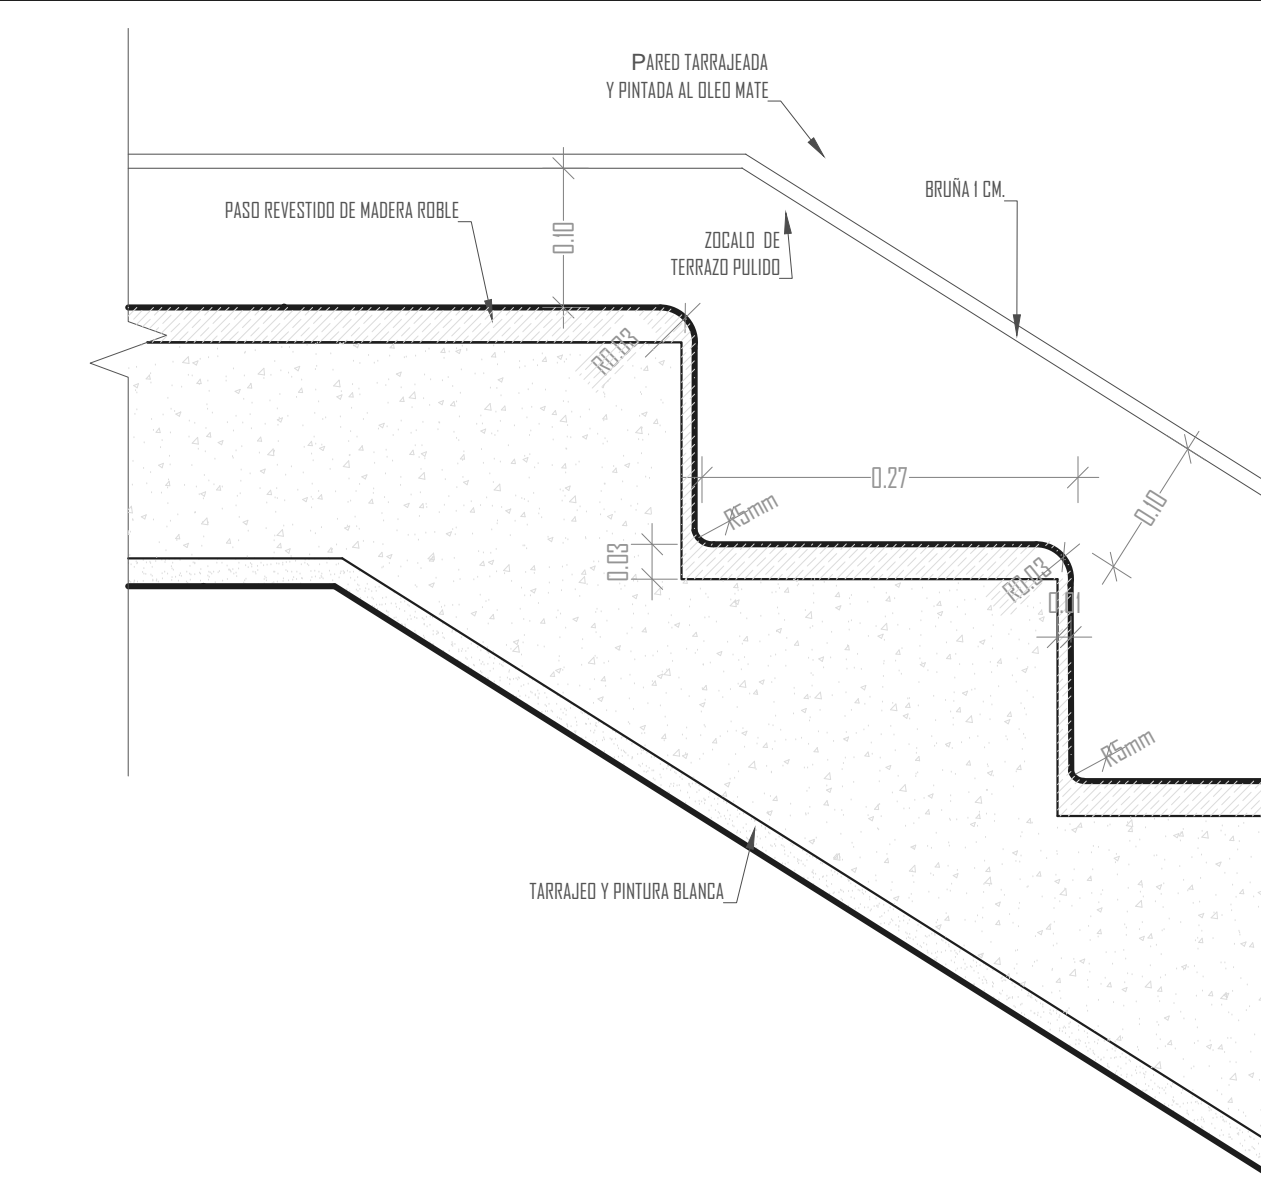 PARED TARRAJEADA
Y PINTADA AL OLEO MATE
BRUÑA 1 CM.
PASO REVESTIDO DE MADERA ROBLE
0.10
ZOCALO DE
TERRAZO PULIDO
R0.03
0.27
R5mm
0.10
0.03
R0.03
0.01
R5mm
TARRAJEO Y PINTURA BLANCA